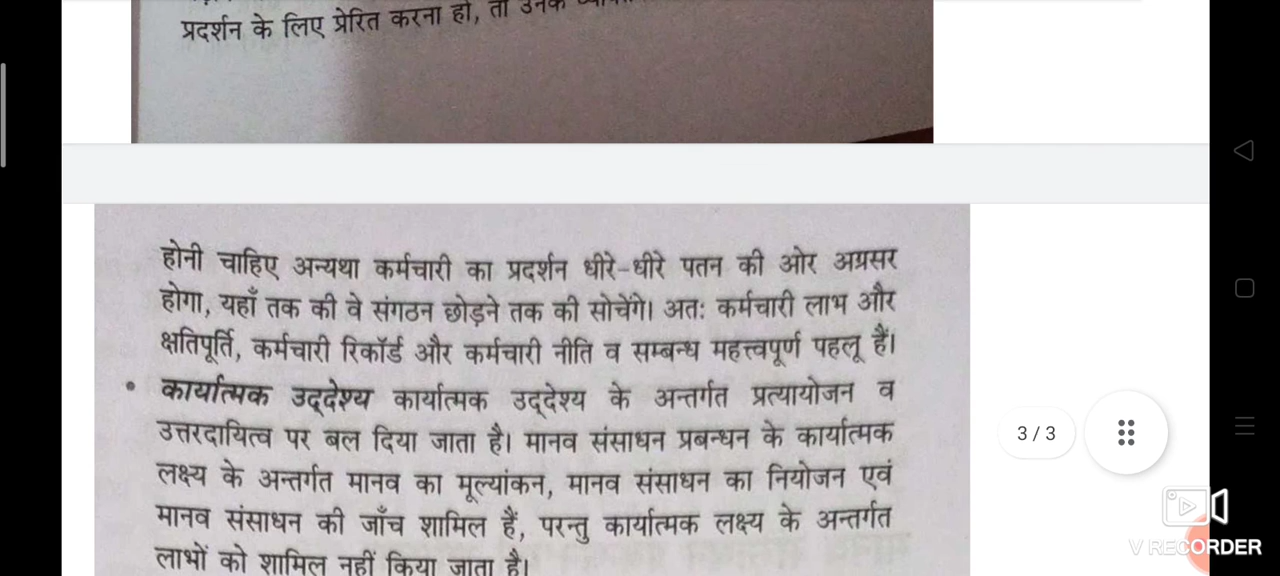 प्रदर्शन के लिए प्रेरित करना हो, तो उनके
होनी चाहिए अन्यथा कर्मचारी का प्रदर्शन धीरे-धीरे पतन की ओर अग्रसर
होगा, यहाँ तक की वे संगठन छोड़ने तक की सोचेंगे। अतः कर्मचारी लाभ और
क्षतिपूर्ति, कर्मचारी रिकॉर्ड और कर्मचारी नीति व सम्बन्ध महत्त्वपूर्ण पहलू हैं।
• कार्यात्मक उद्देश्य कार्यात्मक उद्देश्य के अन्तर्गत प्रत्यायोजन व
उत्तरदायित्व पर बल दिया जाता है। मानव संसाधन प्रबन्धन के कार्यात्मक
लक्ष्य के अन्तर्गत मानव का मूल्यांकन, मानव संसाधन का नियोजन एवं
मानव संसाधन की जाँच शामिल हैं, परन्तु कार्यात्मक लक्ष्य के अन्तर्गत
लाभों को शामिल नहीं किया जाता है।
3 / 3
V RECORDER